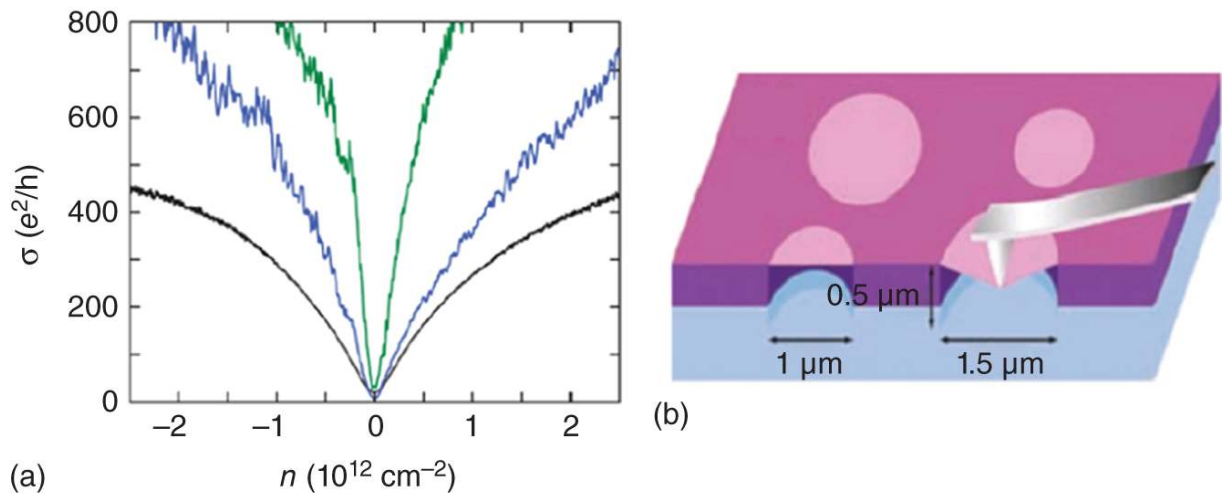 800
600
400
200
0
σ (e²/h)
−2 −1 0 1 2
n (10¹² cm⁻²)
(a)
0.5 µm
1 µm 1.5 µm
(b)